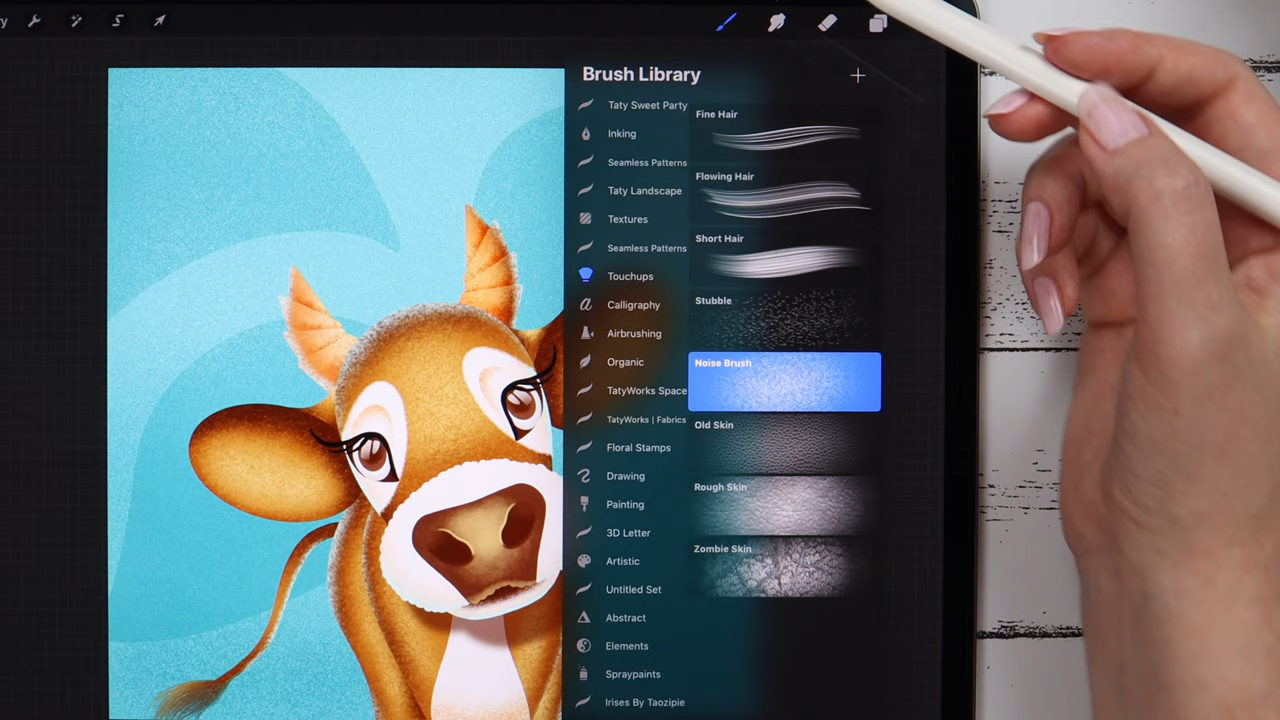 y
Brush Library
Taty Sweet Party
Inking
Seamless Patterns
Taty Landscape
Textures
Seamless Patterns
Touchups
Calligraphy
Airbrushing
Organic
TatyWorks Space
TatyWorks | Fabrics
Floral Stamps
Drawing
Painting
3D Letter
Artistic
Untitled Set
Abstract
Elements
Spraypaints
Irises By Taozipie
Fine Hair
Flowing Hair
Short Hair
Stubble
Noise Brush
Old Skin
Rough Skin
Zombie Skin